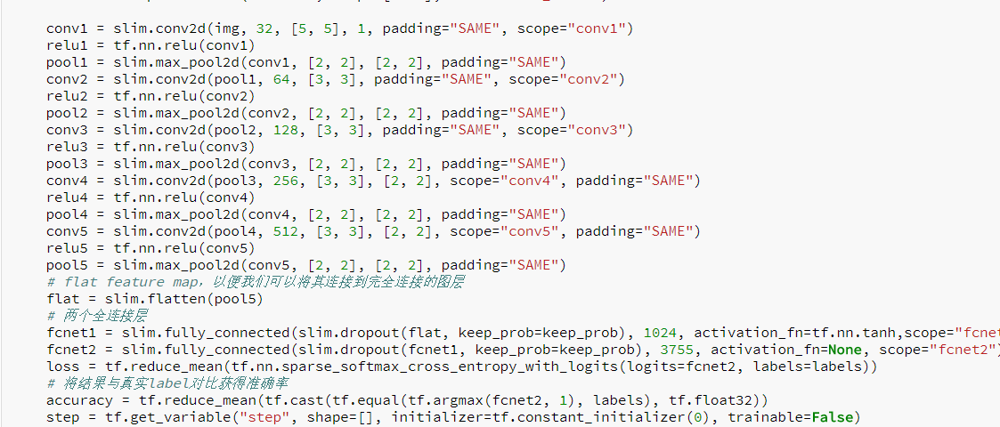 conv1 = slim.conv2d(img, 32, [5, 5], 1, padding="SAME", scope="conv1")
relu1 = tf.nn.relu(conv1)
pool1 = slim.max_pool2d(conv1, [2, 2], [2, 2], padding="SAME")
conv2 = slim.conv2d(pool1, 64, [3, 3], padding="SAME", scope="conv2")
relu2 = tf.nn.relu(conv2)
pool2 = slim.max_pool2d(conv2, [2, 2], [2, 2], padding="SAME")
conv3 = slim.conv2d(pool2, 128, [3, 3], padding="SAME", scope="conv3")
relu3 = tf.nn.relu(conv3)
pool3 = slim.max_pool2d(conv3, [2, 2], [2, 2], padding="SAME")
conv4 = slim.conv2d(pool3, 256, [3, 3], [2, 2], scope="conv4", padding="SAME")
relu4 = tf.nn.relu(conv4)
pool4 = slim.max_pool2d(conv4, [2, 2], [2, 2], padding="SAME")
conv5 = slim.conv2d(pool4, 512, [3, 3], [2, 2], scope="conv5", padding="SAME")
relu5 = tf.nn.relu(conv5)
pool5 = slim.max_pool2d(conv5, [2, 2], [2, 2], padding="SAME")
# flat feature map，以便我们可以将其连接到完全连接的图层
flat = slim.flatten(pool5)
# 两个全连接层
fcnet1 = slim.fully_connected(slim.dropout(flat, keep_prob=keep_prob), 1024, activation_fn=tf.nn.tanh,scope="fcnet
fcnet2 = slim.fully_connected(slim.dropout(fcnet1, keep_prob=keep_prob), 3755, activation_fn=None, scope="fcnet2")
loss = tf.reduce_mean(tf.nn.sparse_softmax_cross_entropy_with_logits(logits=fcnet2, labels=labels))
# 将结果与真实label对比获得准确率
accuracy = tf.reduce_mean(tf.cast(tf.equal(tf.argmax(fcnet2, 1), labels), tf.float32))
step = tf.get_variable("step", shape=[], initializer=tf.constant_initializer(0), trainable=False)